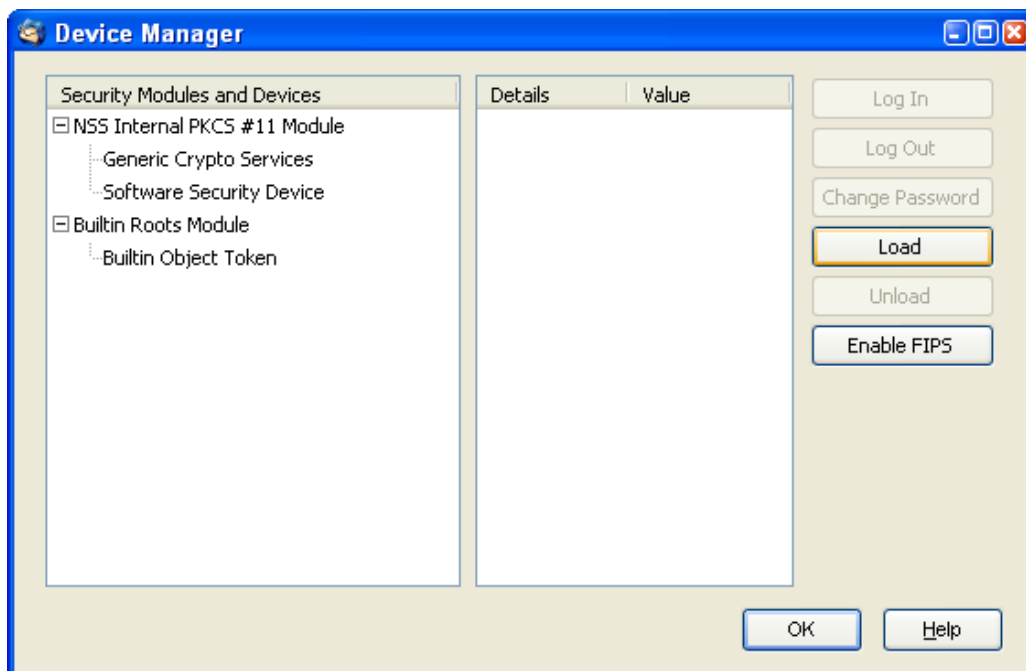 Device Manager
Security Modules and Devices
Details Value
NSS Internal PKCS #11 Module
Generic Crypto Services
Software Security Device
Builtin Roots Module
Builtin Object Token
Log In
Log Out
Change Password
Load
Unload
Enable FIPS
OK
Help